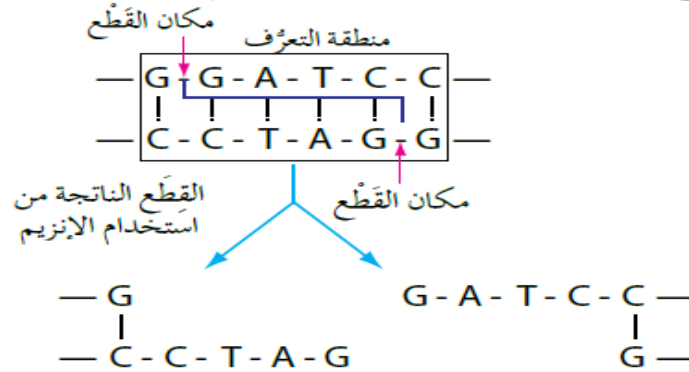 مكان القَطْع
منطقة التعرُّف
— G - G - A - T - C - C —
— C - C - T - A - G - G —
مكان القَطْع
القِطَع الناتجة من
استخدام الإنزيم
— G
G - A - T - C - C —
— C - C - T - A - G
G —